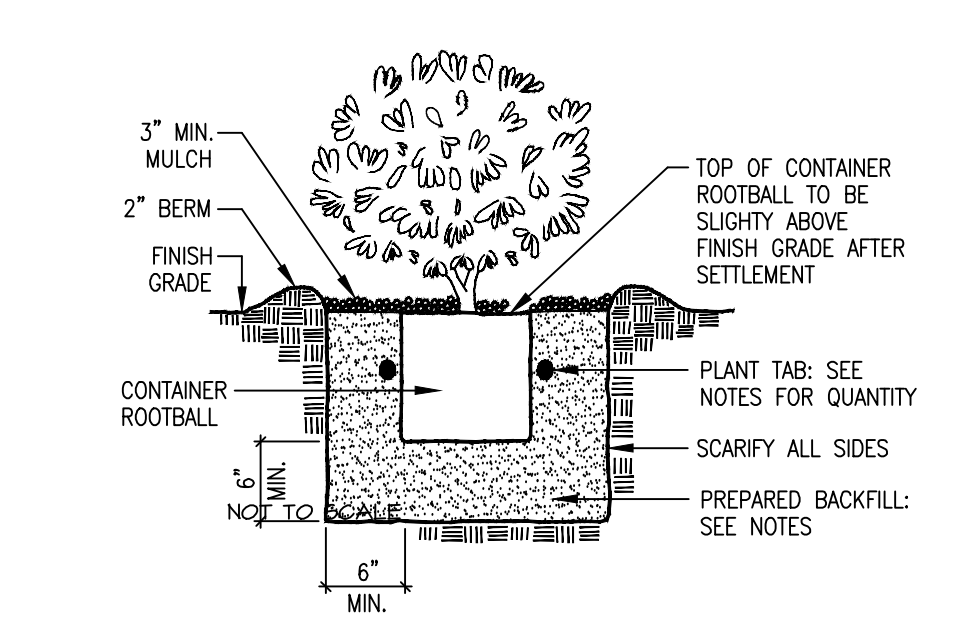 3" MIN.
MULCH
2" BERM
FINISH
GRADE
TOP OF CONTAINER
ROOTBALL TO BE
SLIGHTY ABOVE
FINISH GRADE AFTER
SETTLEMENT
CONTAINER
ROOTBALL
PLANT TAB: SEE
NOTES FOR QUANTITY
SCARIFY ALL SIDES
6"
MIN.
PREPARED BACKFILL:
SEE NOTES
NOT TO SCALE
6"
MIN.